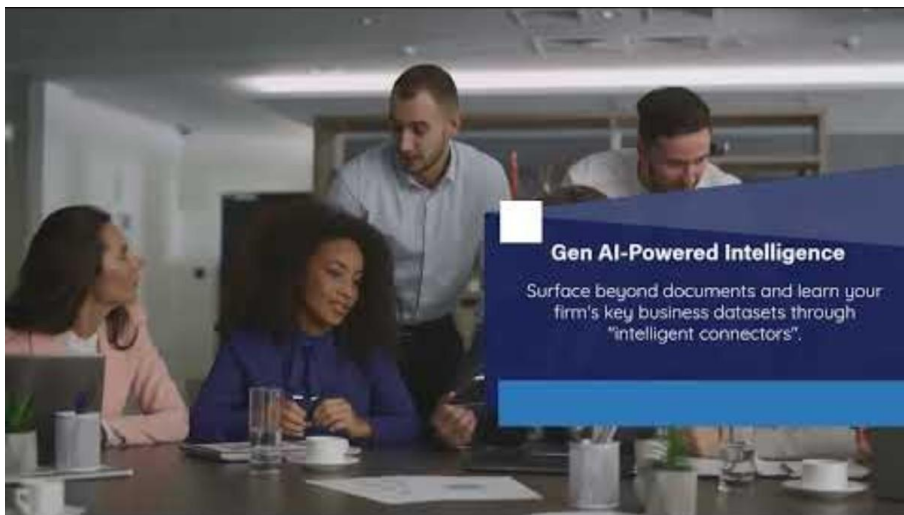 Gen AI-Powered Intelligence
Surface beyond documents and learn your
firm's key business datasets through
"intelligent connectors".